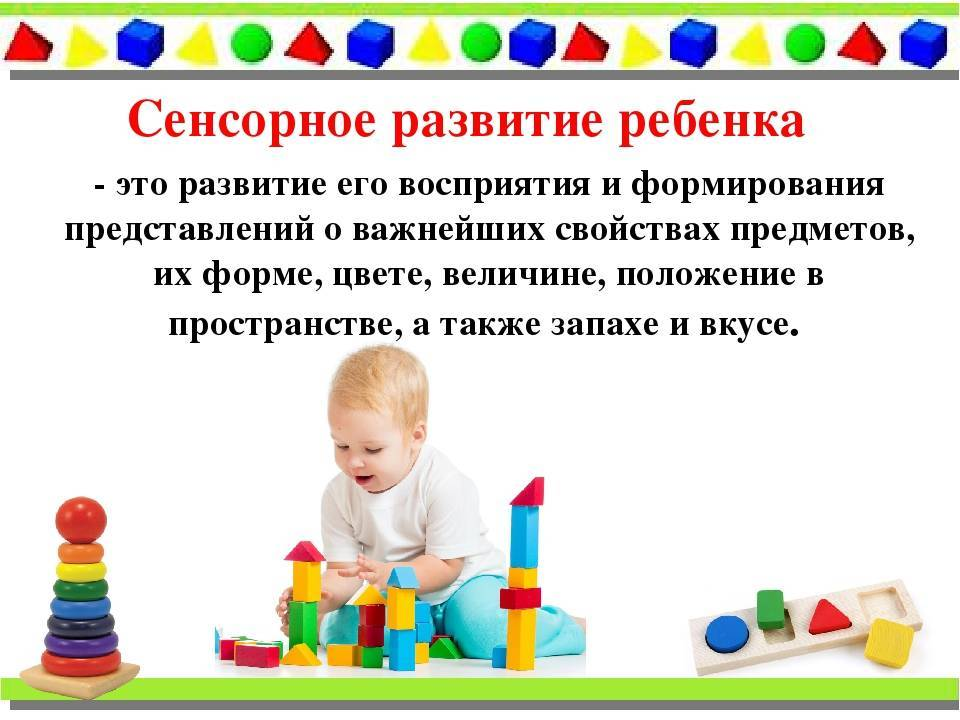 Сенсорное развитие ребенка
- это развитие его восприятия и формирования
представлений о важнейших свойствах предметов,
их форме, цвете, величине, положение в
пространстве, а также запахе и вкусе.